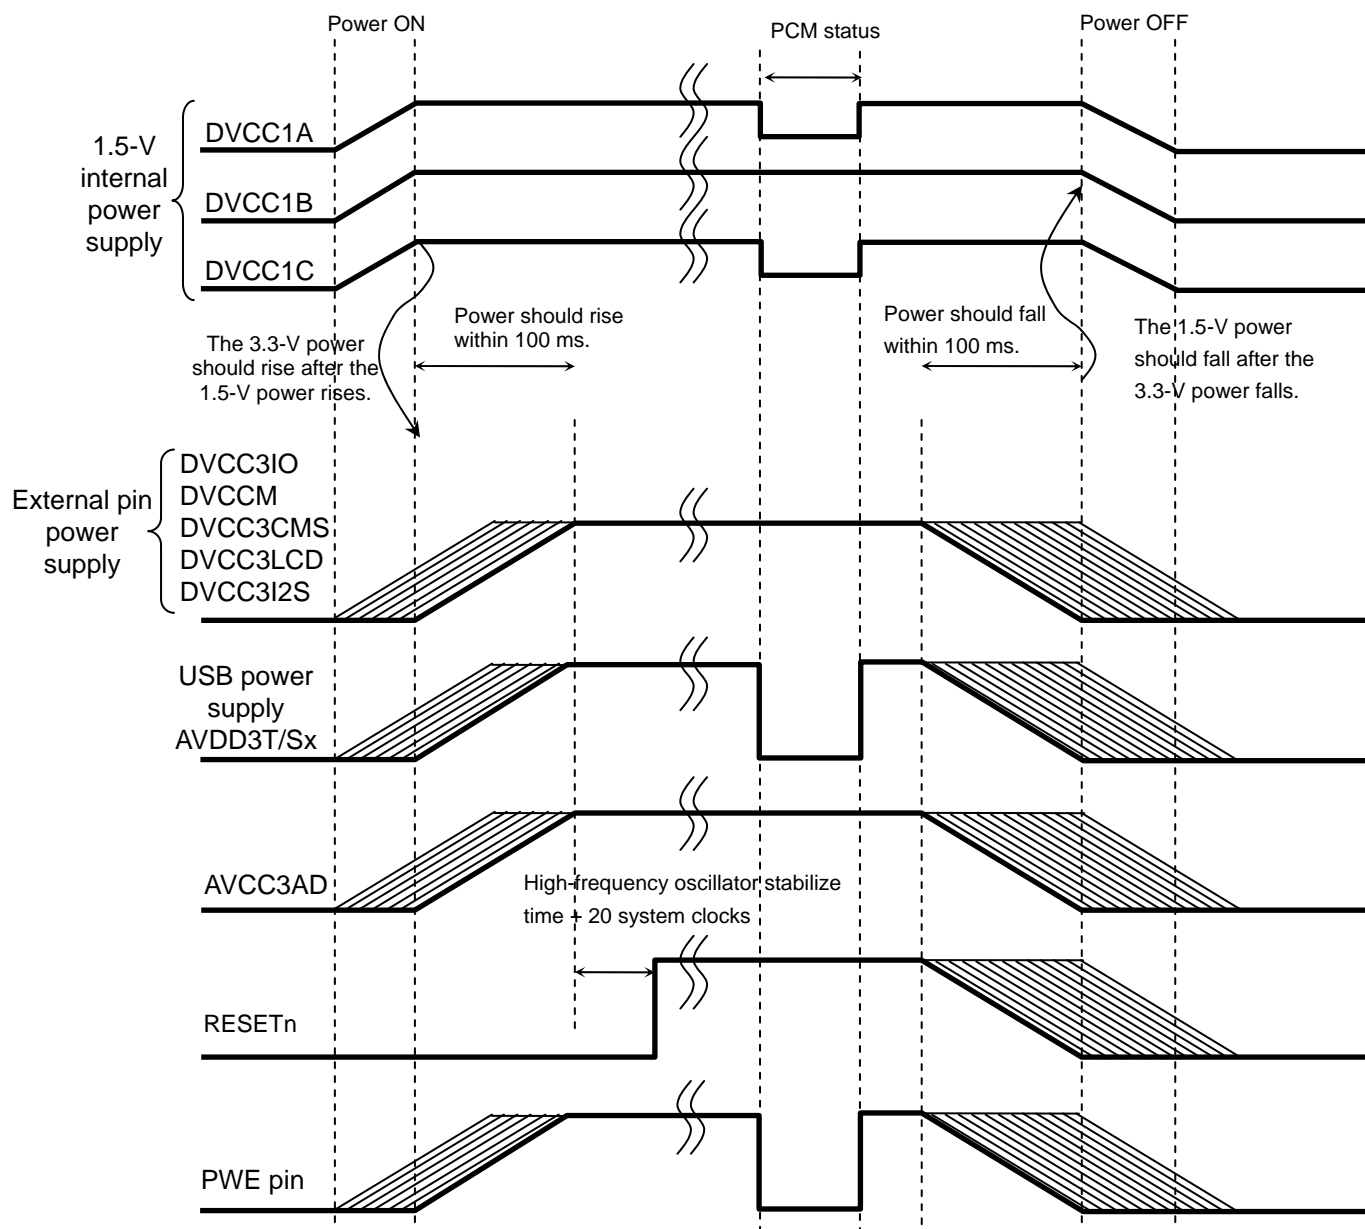 Power ON
PCM status
Power OFF
1.5-V
internal
power
supply
DVCC1A
DVCC1B
DVCC1C
The 3.3-V power
should rise after the
1.5-V power rises.
Power should rise
within 100 ms.
Power should fall
within 100 ms.
The 1.5-V power
should fall after the
3.3-V power falls.
External pin
power
supply
DVCC3IO
DVCCM
DVCC3CMS
DVCC3LCD
DVCC3I2S
USB power
supply
AVDD3T/Sx
AVCC3AD
High-frequency oscillator stabilize
time + 20 system clocks
RESETn
PWE pin